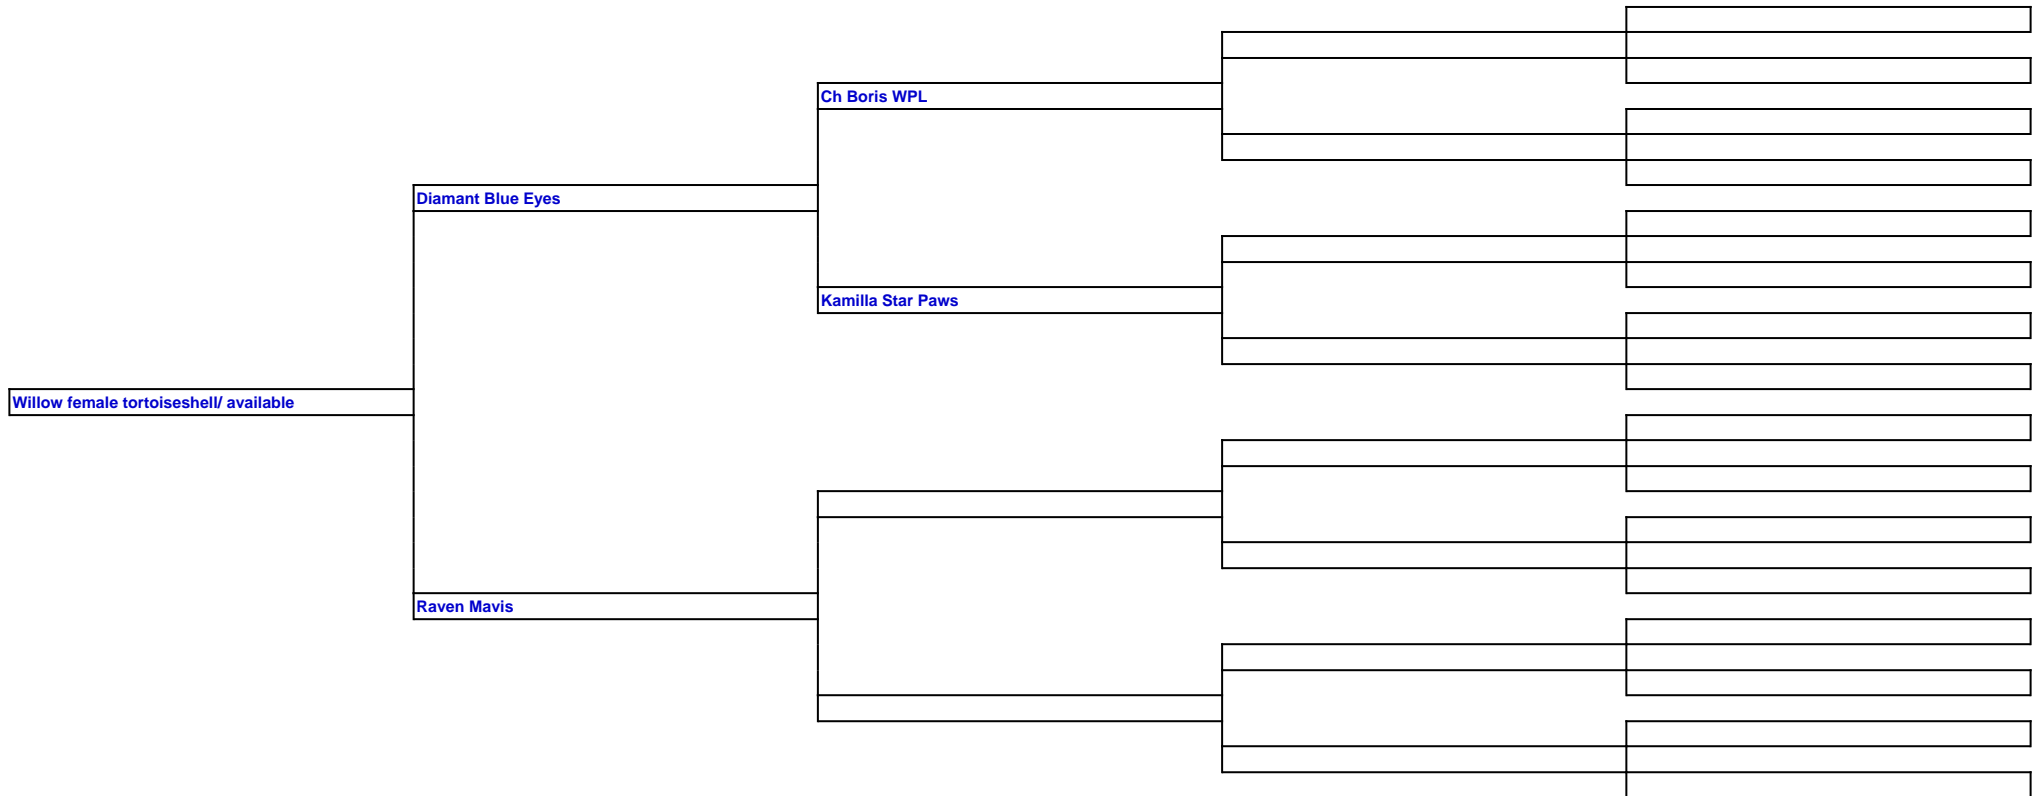 Ch Boris WPL
Diamant Blue Eyes
Kamilla Star Paws
Willow female tortoiseshell/ available
Raven Mavis